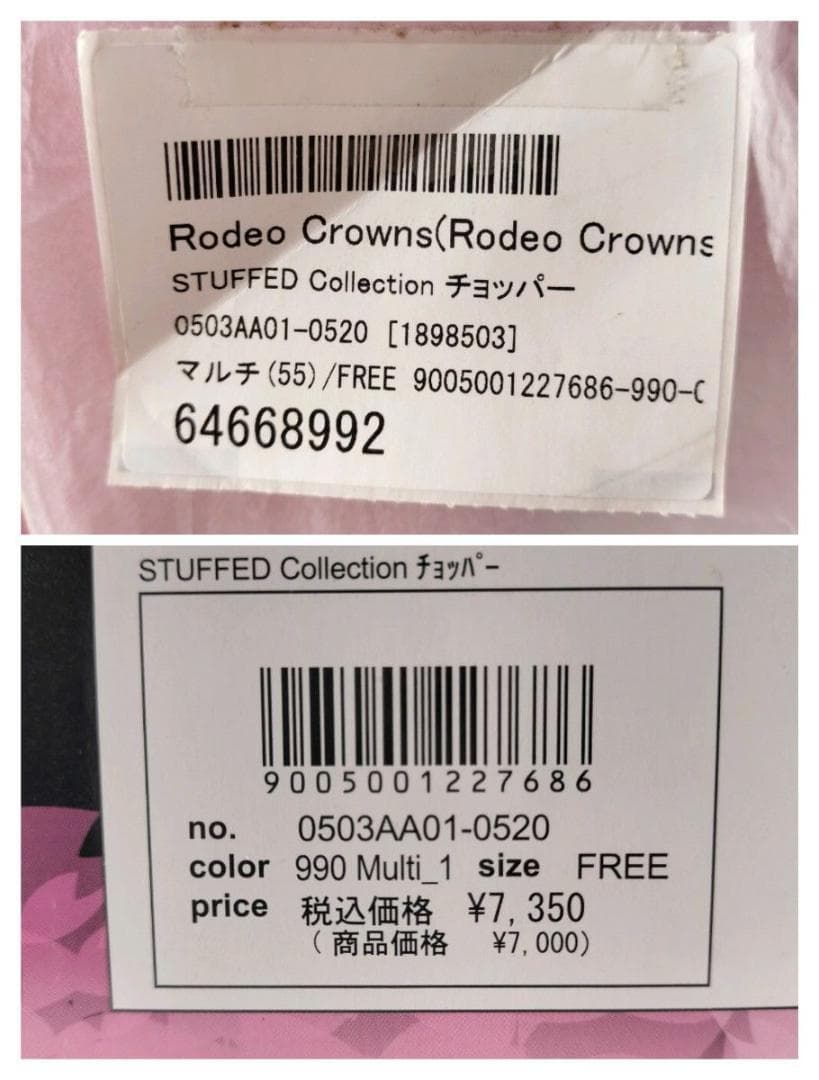 Rodeo Crowns(Rodeo Crowns
STUFFED Collection チョッパー
0503AA01-0520 [1898503]
マルチ(55)/FREE 9005001227686-990-
64668992
STUFFED Collection ﾁｮｯﾊﾟｰ
9005001227686
no. 0503AA01-0520
color 990 Multi_1 size FREE
price 税込価格 ¥7,350
(商品価格 ¥7,000)